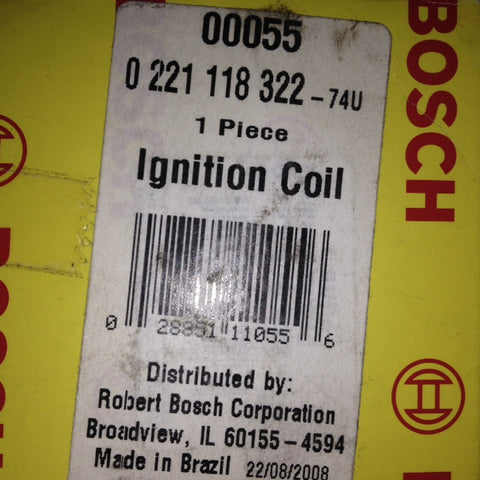 00055
0 221 118 322-74U
1 Piece
Ignition Coil
0 28851 11055 6
Distributed by:
Robert Bosch Corporation
Broadview, IL 60155-4594
Made in Brazil 22/08/2008
BOSCH